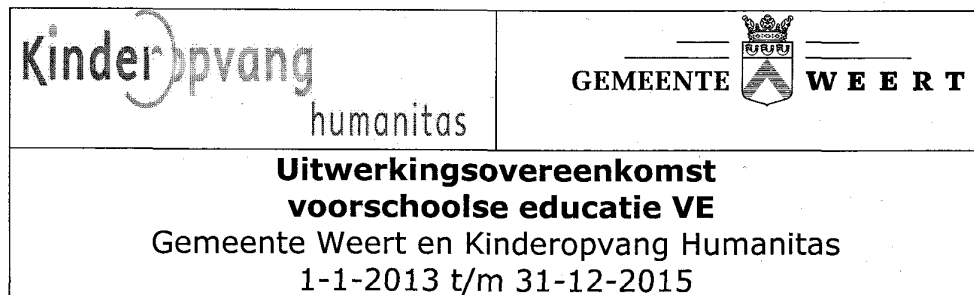 Kinderopvang
humanitas
GEMEENTE WEERT
Uitwerkingsovereenkomst
voorschoolse educatie VE
Gemeente Weert en Kinderopvang Humanitas
1-1-2013 t/m 31-12-2015